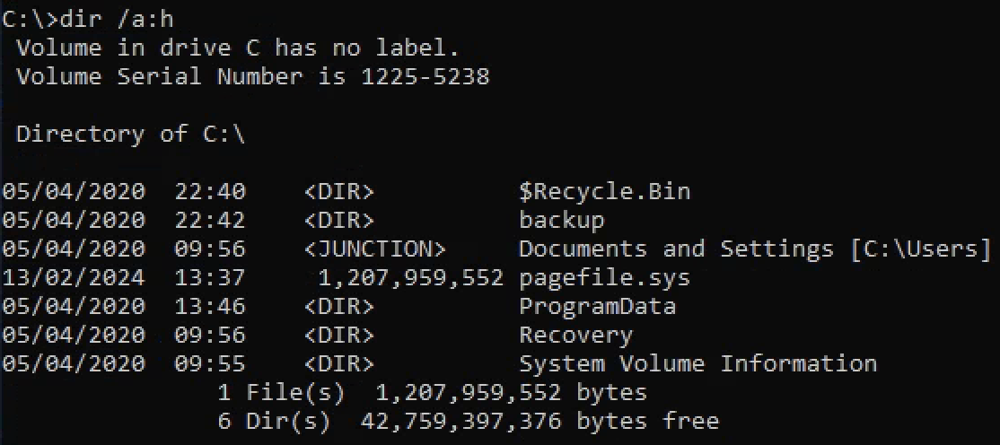 C:\>dir /a:h
 Volume in drive C has no label.
 Volume Serial Number is 1225-5238

 Directory of C:\

05/04/2020  22:40    <DIR>          $Recycle.Bin
05/04/2020  22:42    <DIR>          backup
05/04/2020  09:56    <JUNCTION>     Documents and Settings [C:\Users]
13/02/2024  13:37     1,207,959,552 pagefile.sys
05/04/2020  13:46    <DIR>          ProgramData
05/04/2020  09:56    <DIR>          Recovery
05/04/2020  09:55    <DIR>          System Volume Information
               1 File(s)  1,207,959,552 bytes
               6 Dir(s)  42,759,397,376 bytes free